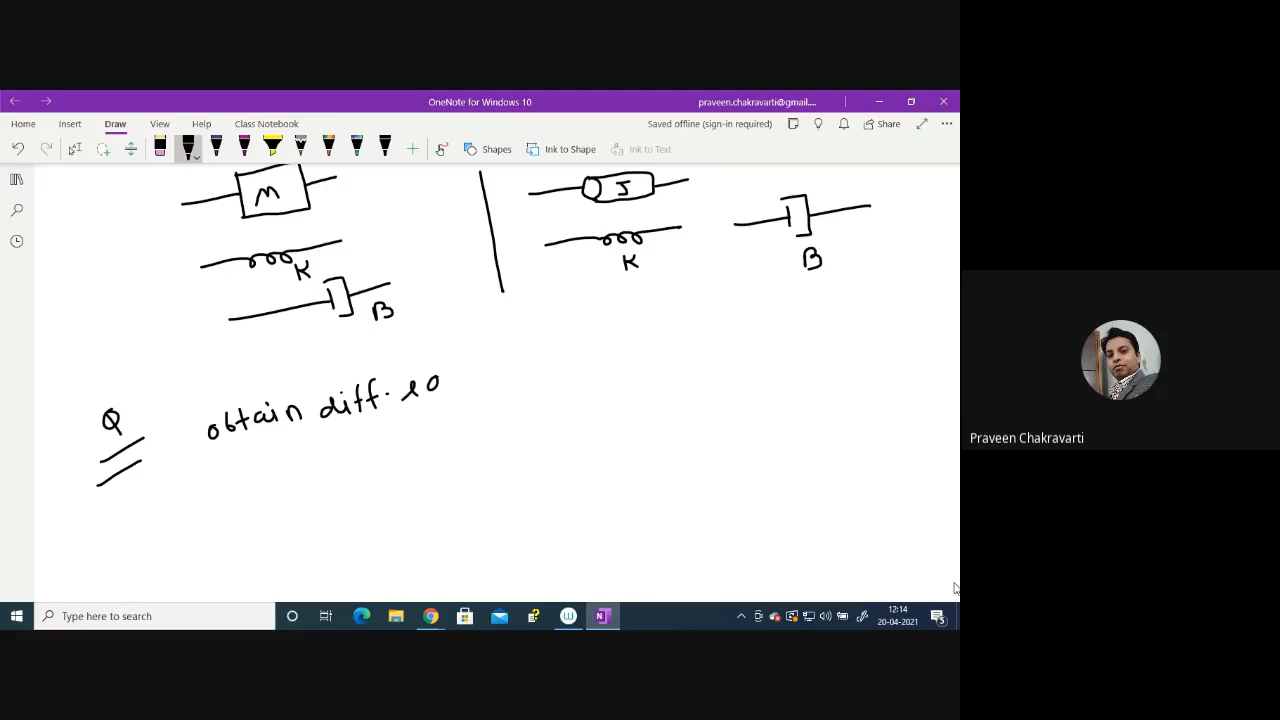 OneNote for Windows 10
praveen.chakravarti@gmail....
Home Insert Draw View Help Class Notebook
Saved offline (sign-in required)
Share
Shapes
Ink to Shape
Ink to Text
M
J
K
K
B
B
Q obtain diff.
Praveen Chakravarti
Type here to search
12:14
20-04-2021
5